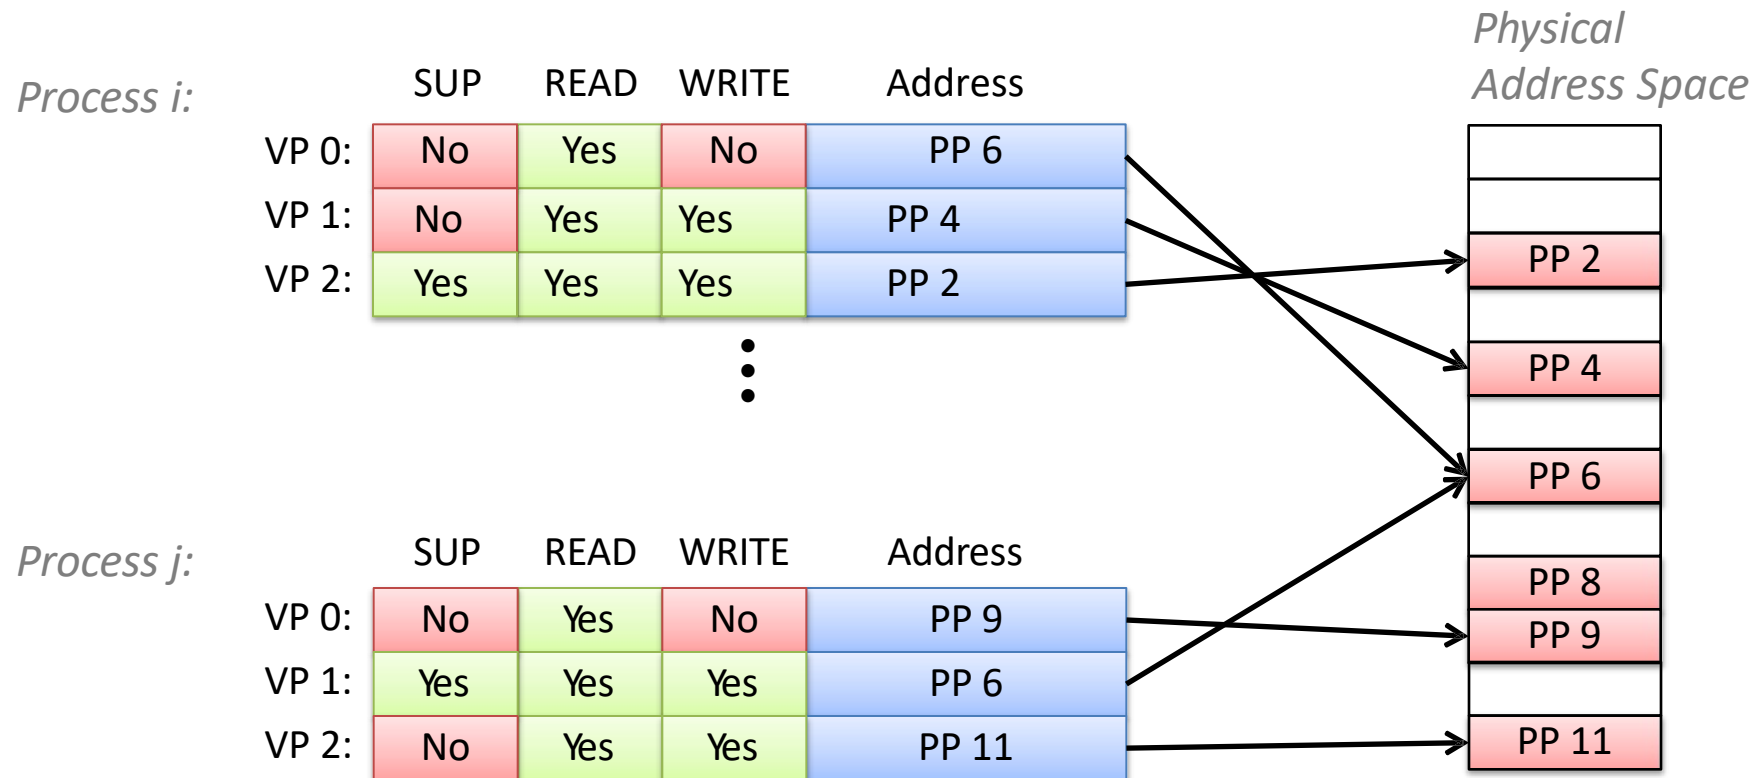 Physical
Address Space
Process i:
SUP READ WRITE Address
VP 0: No Yes No PP 6
VP 1: No Yes Yes PP 4
VP 2: Yes Yes Yes PP 2
PP 2
PP 4
PP 6
PP 8
PP 9
PP 11
Process j:
SUP READ WRITE Address
VP 0: No Yes No PP 9
VP 1: Yes Yes Yes PP 6
VP 2: No Yes Yes PP 11